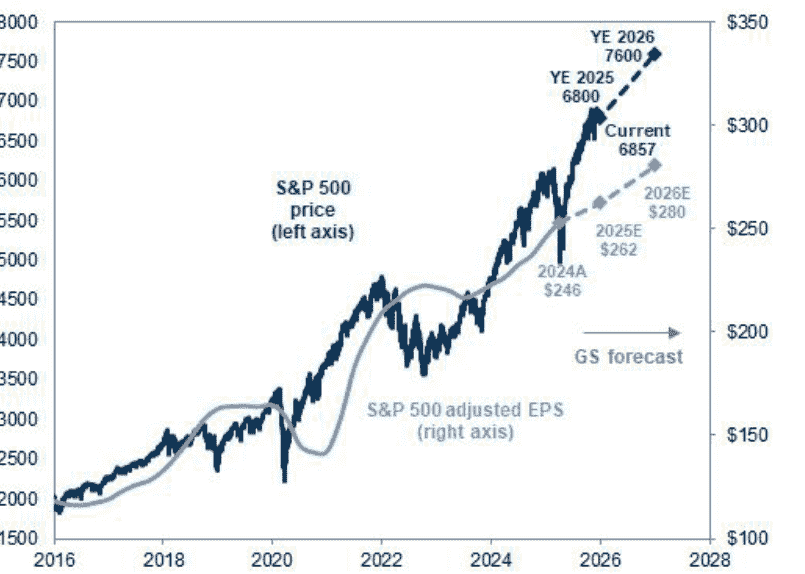 8000
7500
7000
6500
6000
5500
5000
4500
4000
3500
3000
2500
2000
1500
$350
$300
$250
$200
$150
$100
2016
2018
2020
2022
2024
2026
2028
YE 2026
7600
YE 2025
6800
Current
6857
S&P 500
price
(left axis)
2026E
$280
2025E
$262
2024A
$246
GS forecast
S&P 500 adjusted EPS
(right axis)